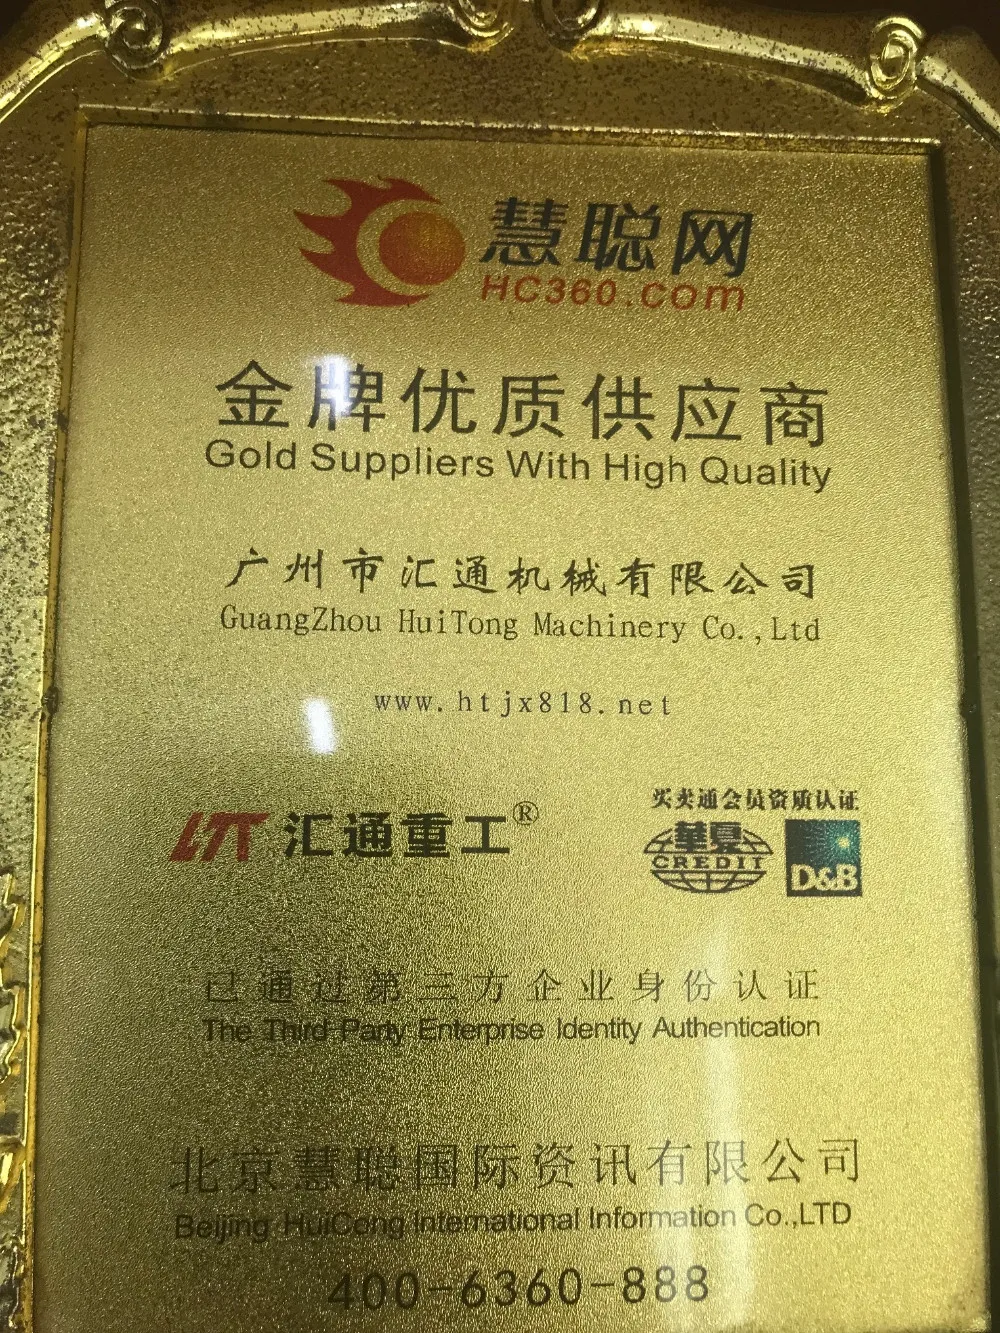 慧聪网
HC360.com
金牌优质供应商
Gold Suppliers With High Quality
广州市汇通机械有限公司
GuangZhou HuiTong Machinery Co.,Ltd
www.htjx818.net
买卖通会员资质认证
HTT 汇通重工®
華夏
CREDIT
D&B
已通过第三方企业身份认证
The Third Party Enterprise Identity Authentication
北京慧聪国际资讯有限公司
Beijing HuiCong International Information Co.,LTD
400-6360-888